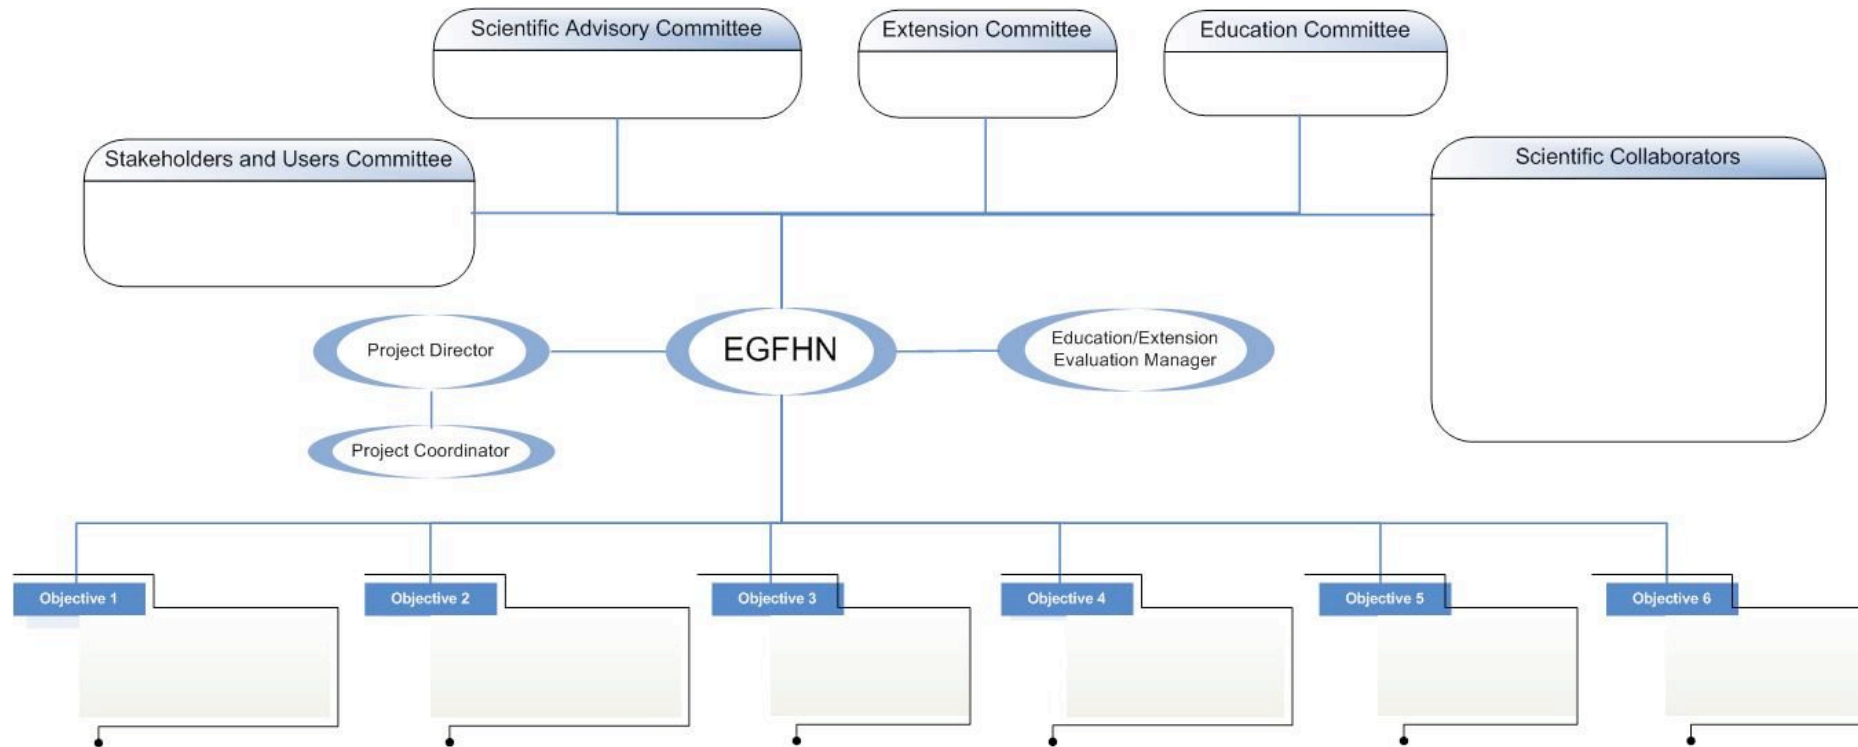 Scientific Advisory Committee
Extension Committee
Education Committee
Stakeholders and Users Committee
Scientific Collaborators
Project Director
EGFHN
Education/Extension
Evaluation Manager
Project Coordinator
Objective 1
Objective 2
Objective 3
Objective 4
Objective 5
Objective 6